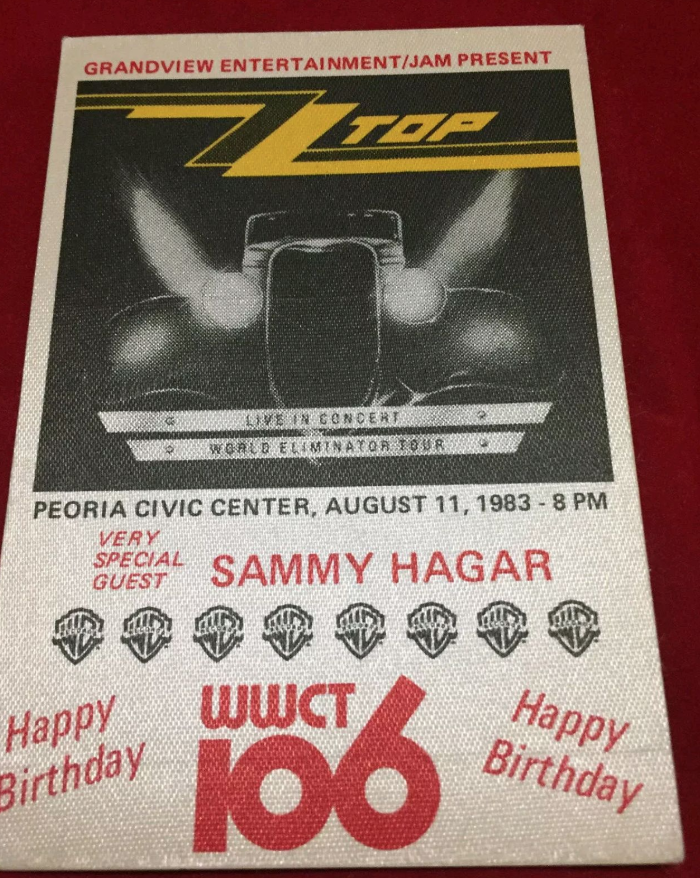 GRANDVIEW ENTERTAINMENT/JAM PRESENT
ZZ TOP
LIVE IN CONCERT
WORLD ELIMINATOR TOUR
PEORIA CIVIC CENTER, AUGUST 11, 1983 - 8 PM
VERY
SPECIAL
GUEST
SAMMY HAGAR
WWCT
106
Happy
Birthday
Happy
Birthday